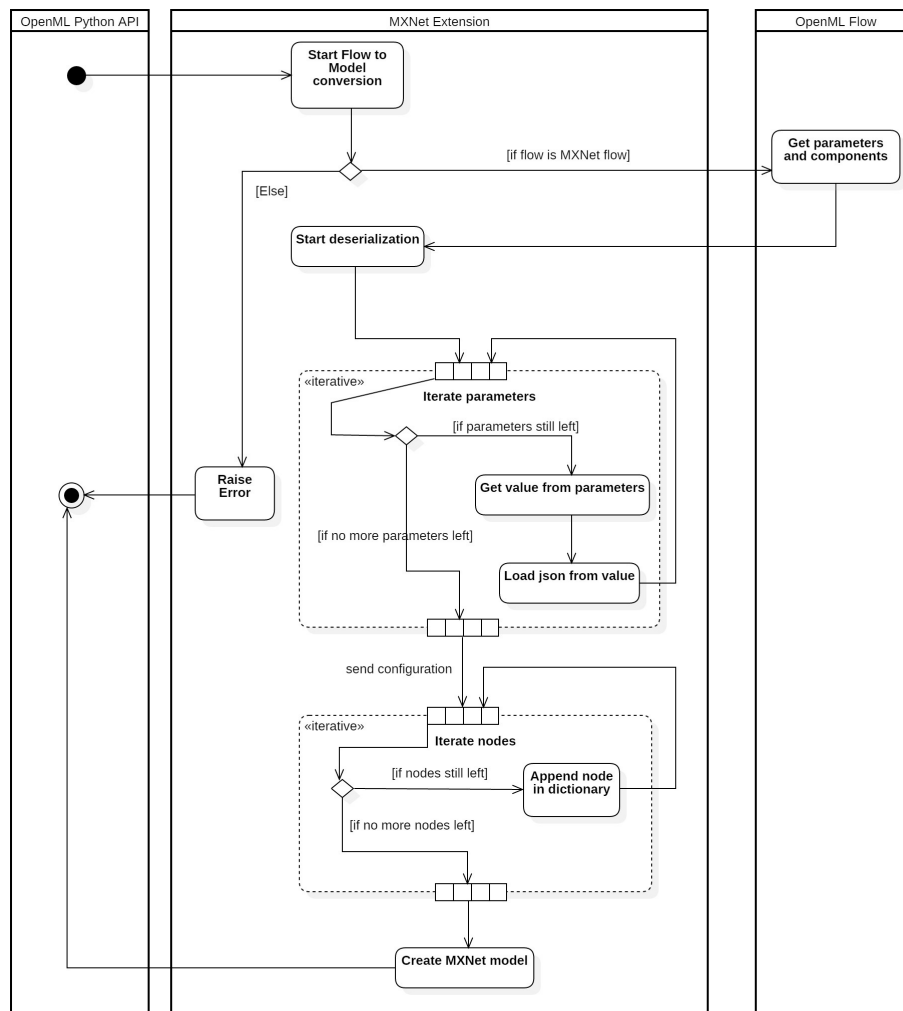 OpenML Python API
MXNet Extension
OpenML Flow
Start Flow to
Model
conversion
Get parameters
and components
[if flow is MXNet flow]
[Else]
Start deserialization
«iterative»
Iterate parameters
[if parameters still left]
Raise
Error
Get value from parameters
[if no more parameters left]
Load json from value
send configuration
«iterative»
Iterate nodes
[if nodes still left]
Append node
in dictionary
[if no more nodes left]
Create MXNet model